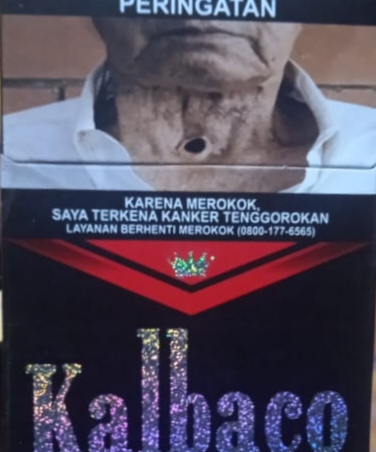 PERINGATAN
KARENA MEROKOK,
SAYA TERKENA KANKER TENGGOROKAN
LAYANAN BERHENTI MEROKOK (0800-177-6565)
Kalbaco